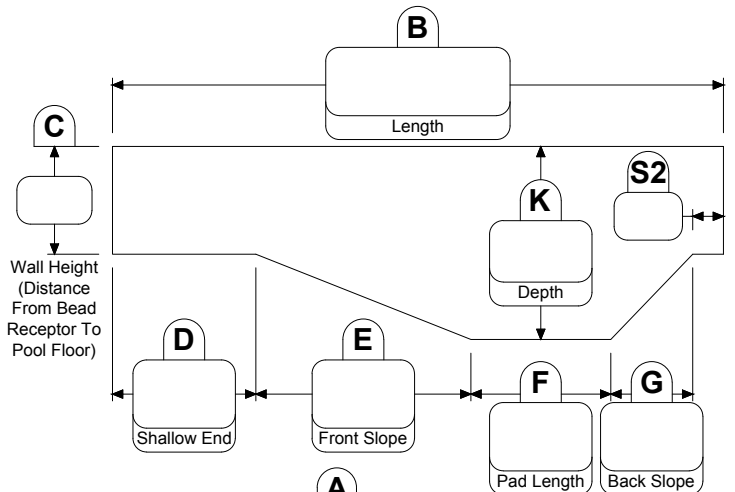 B
Length
C
S2
K
Depth
Wall Height
(Distance
From Bead
Receptor To
Pool Floor)
D
Shallow End
E
Front Slope
F
Pad Length
G
Back Slope
A